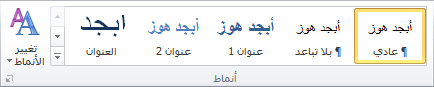 أبجد هوز
¶ عادي
أبجد هوز
¶ بلا تباعد
أبجد هوز
عنوان 1
أبجد هوز
عنوان 2
أبجد
العنوان
تغيير
الأنماط
أنماط